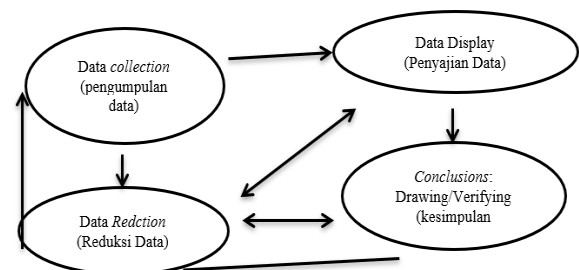 Data collection
(pengumpulan
data)
Data Display
(Penyajian Data)
Conclusions:
Drawing/Verifying
(kesimpulan
Data Redction
(Reduksi Data)